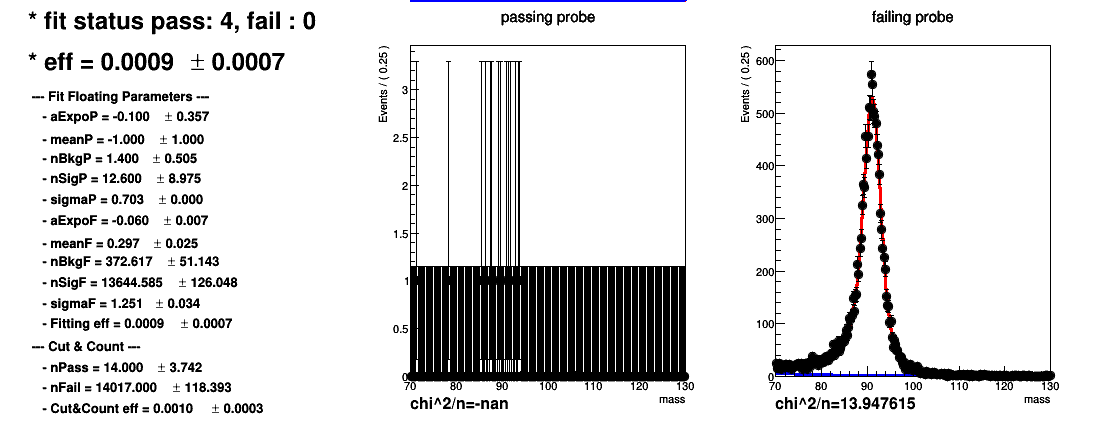 * fit status pass: 4, fail : 0
* eff = 0.0009 ± 0.0007
--- Fit Floating Parameters ---
- aExpoP = -0.100 ± 0.357
- meanP = -1.000 ± 1.000
- nBkgP = 1.400 ± 0.505
- nSigP = 12.600 ± 8.975
- sigmaP = 0.703 ± 0.000
- aExpoF = -0.060 ± 0.007
- meanF = 0.297 ± 0.025
- nBkgF = 372.617 ± 51.143
- nSigF = 13644.585 ± 126.048
- sigmaF = 1.251 ± 0.034
- Fitting eff = 0.0009 ± 0.0007
--- Cut & Count ---
- nPass = 14.000 ± 3.742
- nFail = 14017.000 ± 118.393
- Cut&Count eff = 0.0010 ± 0.0003
passing probe
Events / ( 0.25 )
3
2.5
2
1.5
1
0.5
0
70 80 90 100 110 120 130
mass
chi^2/n=-nan
failing probe
Events / ( 0.25 )
600
500
400
300
200
100
0
70 80 90 100 110 120 130
mass
chi^2/n=13.947615